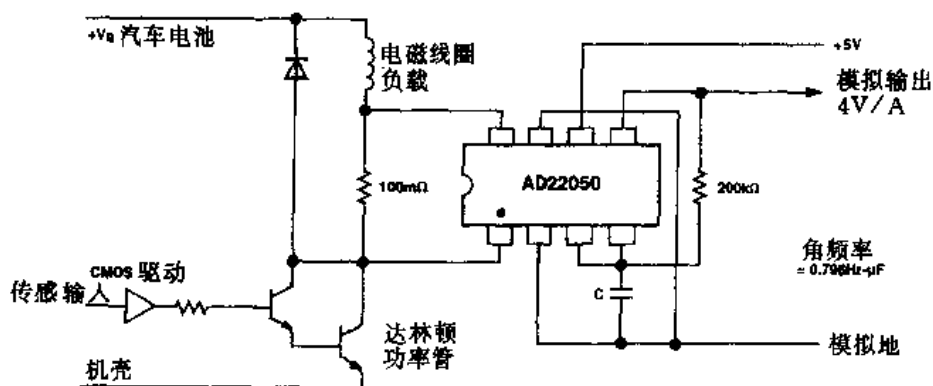 +VB 汽车电池
电磁线圈
负载
+5V
模拟输出
4V/A
100mΩ
AD22050
200kΩ
角频率
= 0.796Hz-μF
CMOS 驱动
传感输入
C
达林顿
功率管
模拟地
机壳